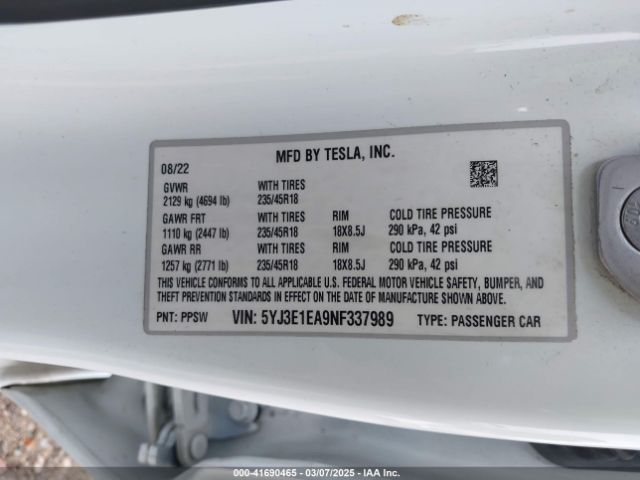 MFD BY TESLA, INC.
08/22
GVWR WITH TIRES
2129 kg (4694 lb) 235/45R18
GAWR FRT WITH TIRES RIM COLD TIRE PRESSURE
1110 kg (2447 lb) 235/45R18 18X8.5J 290 kPa, 42 psi
GAWR RR WITH TIRES RIM COLD TIRE PRESSURE
1257 kg (2771 lb) 235/45R18 18X8.5J 290 kPa, 42 psi
THIS VEHICLE CONFORMS TO ALL APPLICABLE U.S. FEDERAL MOTOR VEHICLE SAFETY, BUMPER, AND
THEFT PREVENTION STANDARDS IN EFFECT ON THE DATE OF MANUFACTURE SHOWN ABOVE.
PNT: PPSW VIN: 5YJ3E1EA9NF337989 TYPE: PASSENGER CAR
000-41690465 - 03/07/2025 - IAA Inc.